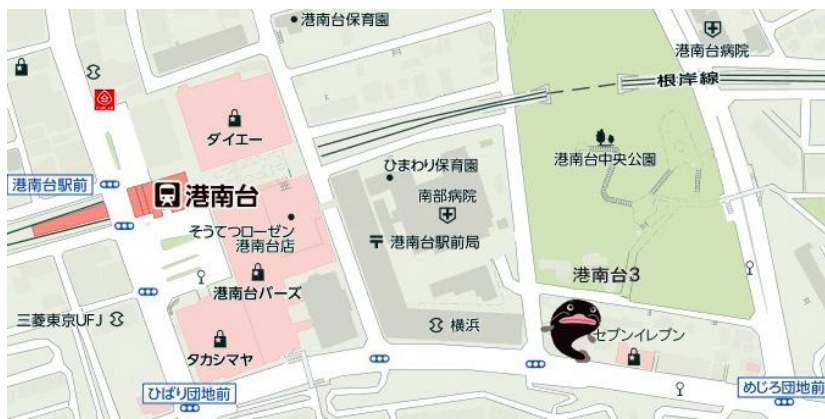 港南台保育園
港南台病院
根岸線
ダイエー
港南台中央公園
ひまわり保育園
港南台駅前
港南台
南部病院
そうてつローゼン
港南台店
港南台駅前局
港南台3
港南台バーズ
三菱東京UFJ
横浜
セブンイレブン
タカシマヤ
ひばり団地前
めじろ団地前